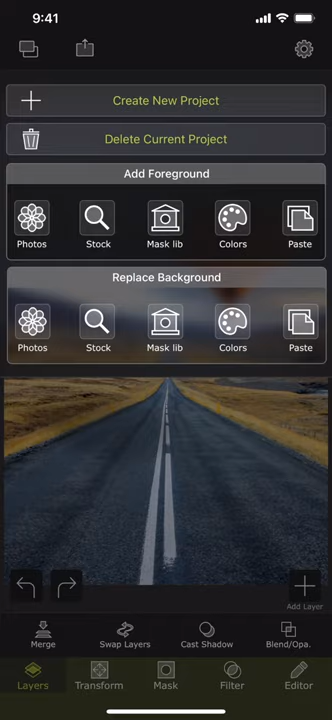 9:41
Create New Project
Delete Current Project
Add Foreground
Photos Stock Mask lib Colors Paste
Replace Background
Photos Stock Mask lib Colors Paste
Add Layer
Merge Swap Layers Cast Shadow Blend/Opa.
Layers Transform Mask Filter Editor